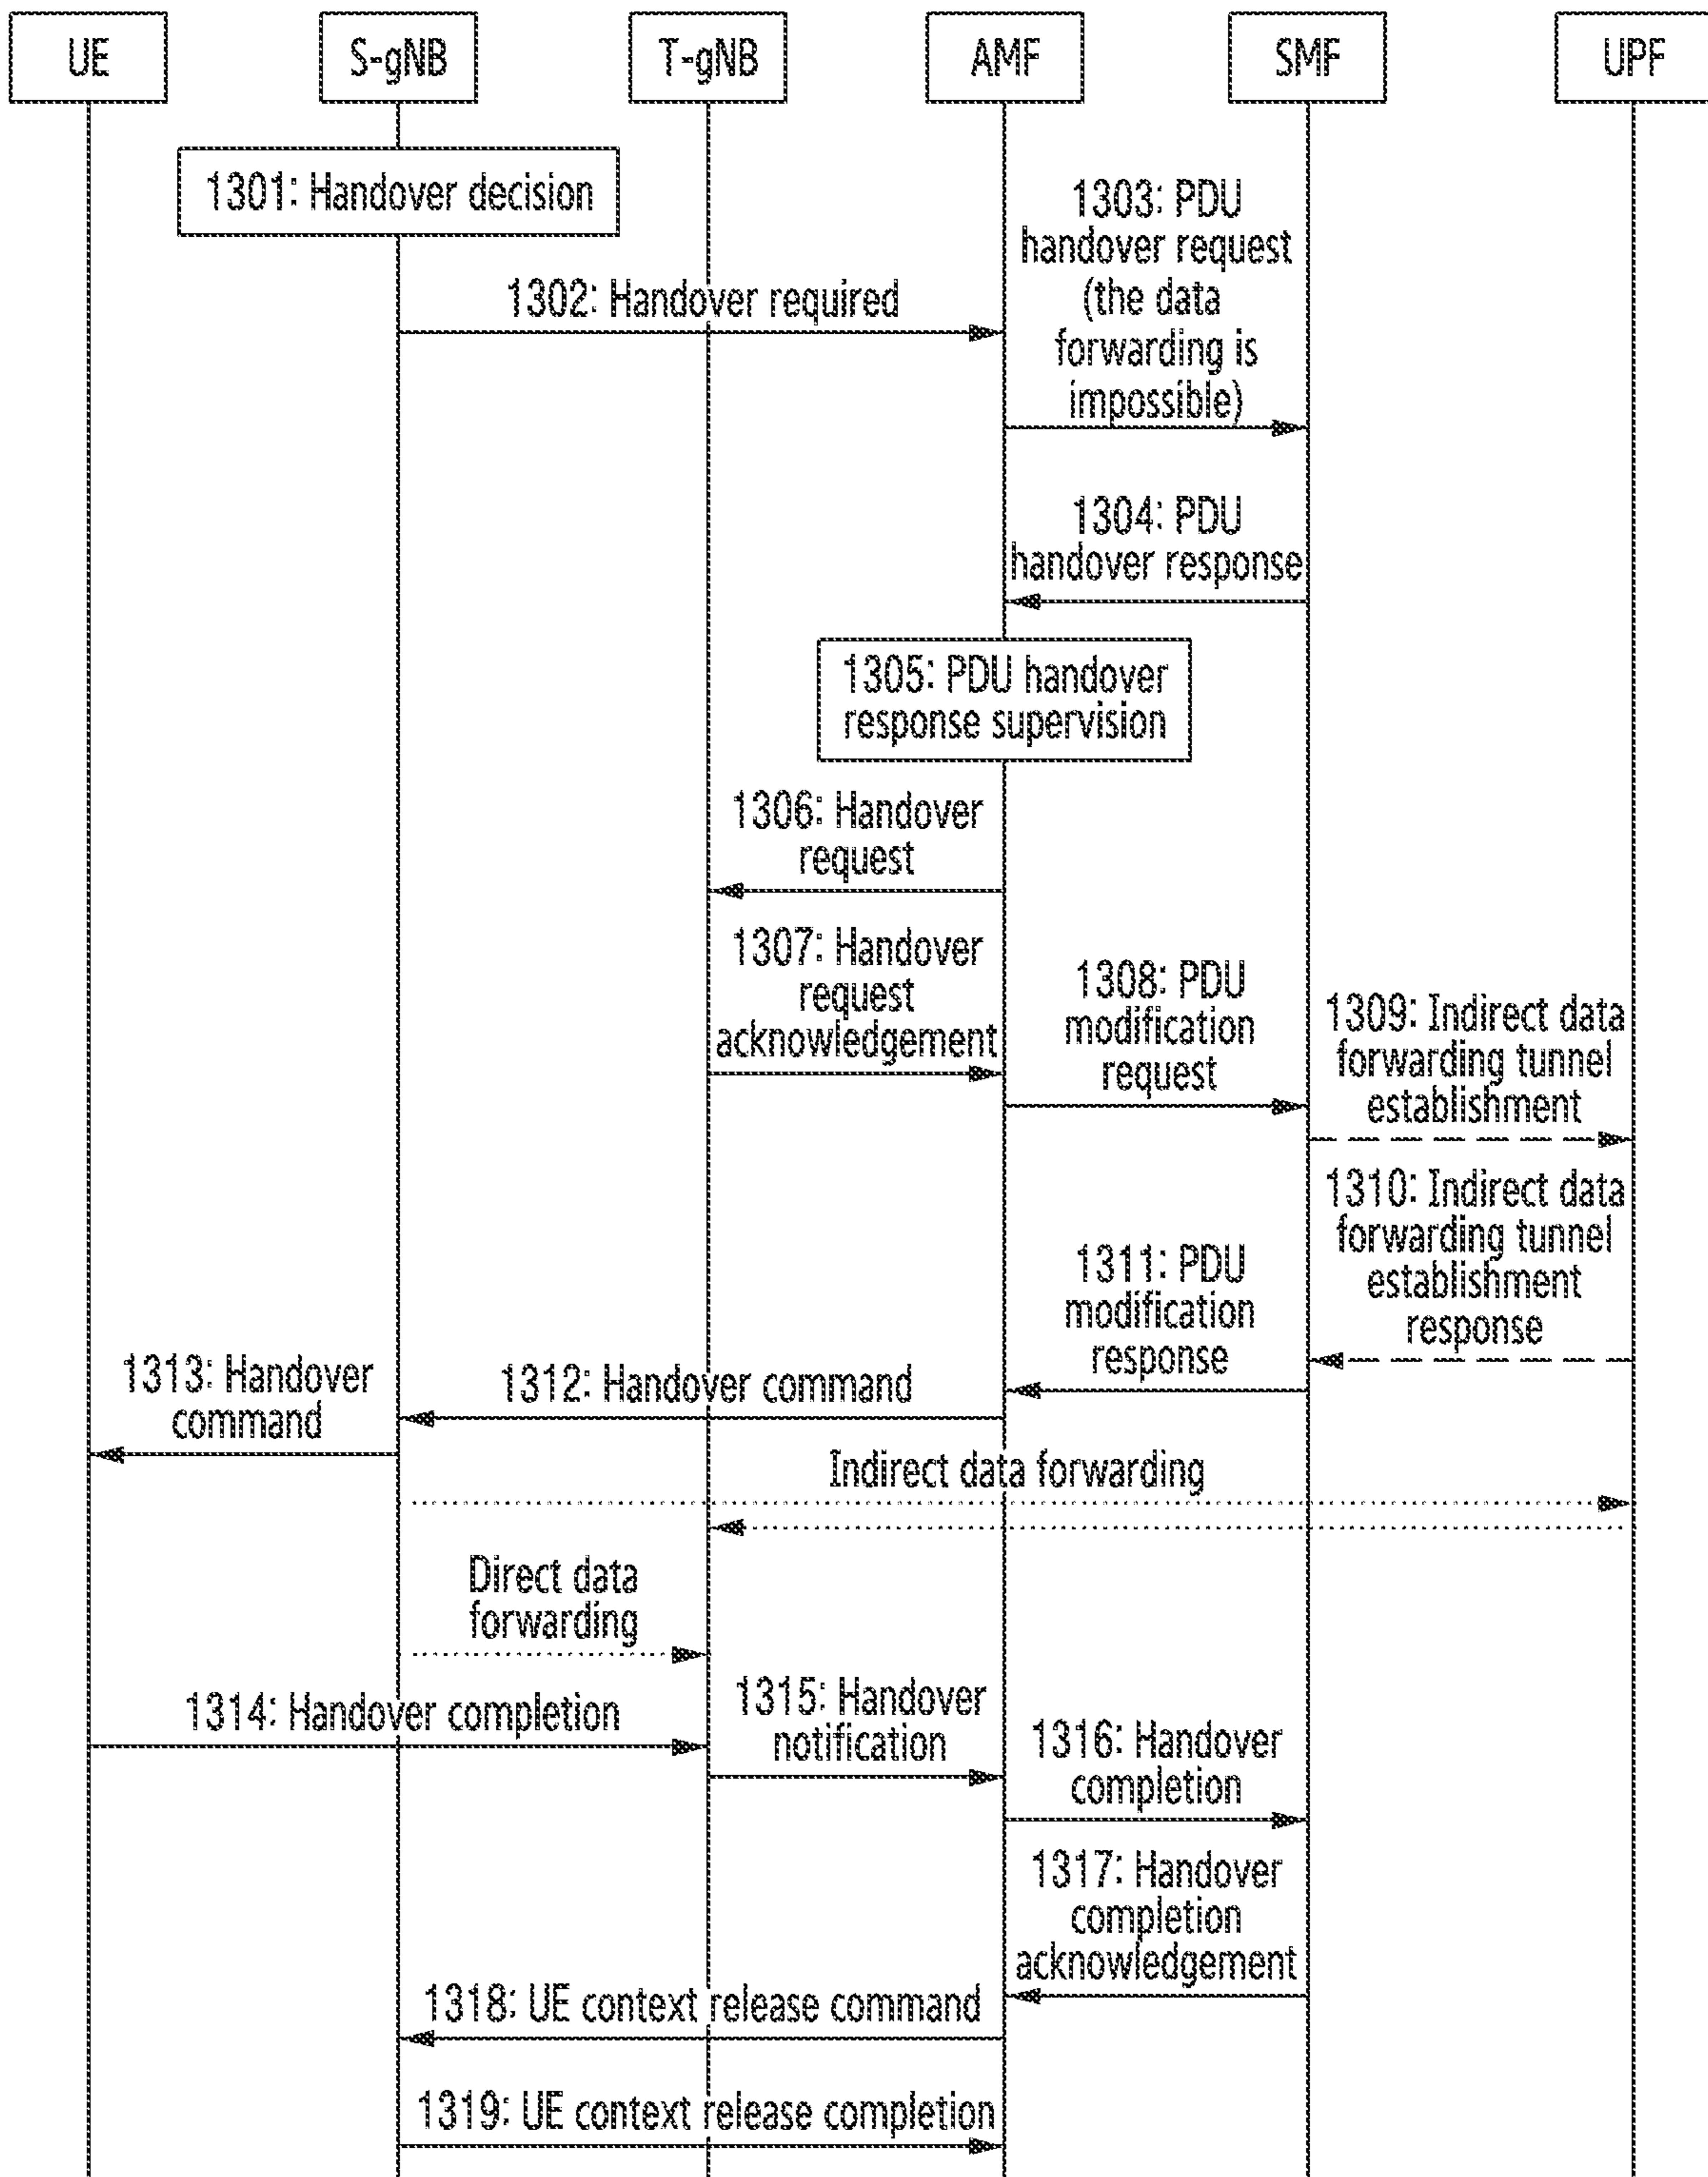 UE
S-gNB
T-gNB
AMF
SMF
UPF
1301: Handover decision
1302: Handover required
1303: PDU
handover request
(the data
forwarding is
impossible)
1304: PDU
handover response
1305: PDU handover
response supervision
1306: Handover
request
1307: Handover
request
acknowledgement
1308: PDU
modification
request
1309: Indirect data
forwarding tunnel
establishment
1310: Indirect data
forwarding tunnel
establishment
response
1311: PDU
modification
response
1312: Handover command
1313: Handover
command
Indirect data forwarding
Direct data
forwarding
1314: Handover completion
1315: Handover
notification
1316: Handover
completion
1317: Handover
completion
acknowledgement
1318: UE context release command
1319: UE context release completion